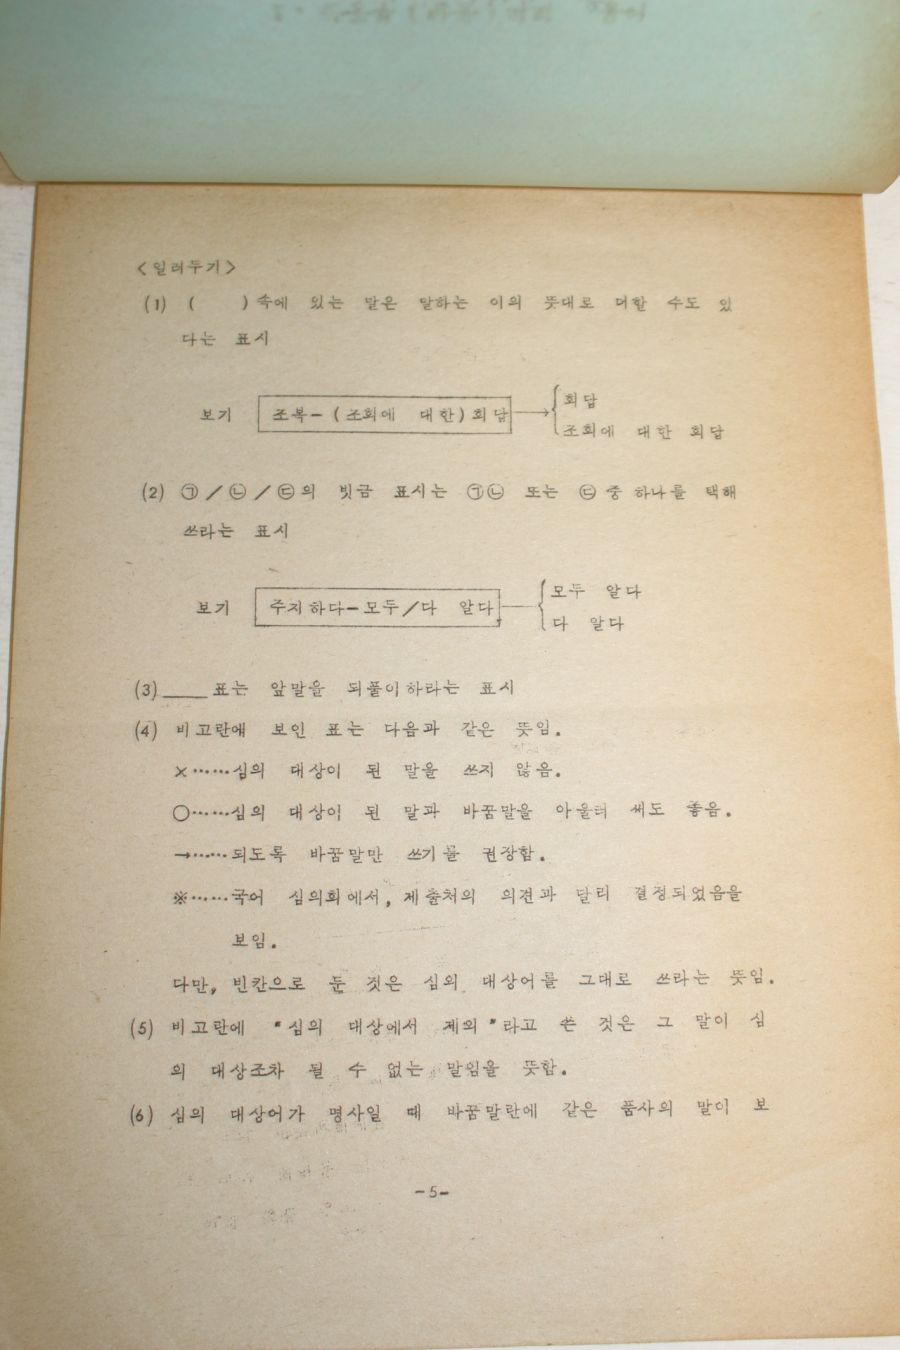 <일러두기>
(1) (   )속에 있는 말은 말하는 이의 뜻대로 더할 수도 있
다는 표시
보기 조복-(조회에 대한)회답 → { 회답
조회에 대한 회답
(2) ㉠/㉡/㉢의 빗금 표시는 ㉠㉡ 또는 ㉢중 하나를 택해
쓰라는 표시
보기 주지하다-모두/다 알다 — { 모두 알다
다 알다
(3) ____표는 앞말을 되풀이하라는 표시
(4) 비고란에 보인 표는 다음과 같은 뜻임.
×……심의 대상이 된 말을 쓰지 않음.
○……심의 대상이 된 말과 바꿈말을 아울러 써도 좋음.
→……되도록 바꿈말만 쓰기를 권장함.
※……국어 심의회에서, 제출처의 의견과 달리 결정되었음을
보임.
다만, 빈칸으로 둔 것은 심의 대상어를 그대로 쓰라는 뜻임.
(5) 비고란에 "심의 대상에서 제외"라고 쓴 것은 그 말이 심
의 대상조차 될 수 없는 말임을 뜻함.
(6) 심의 대상어가 명사일 때 바꿈말란에 같은 품사의 말이 보
-5-